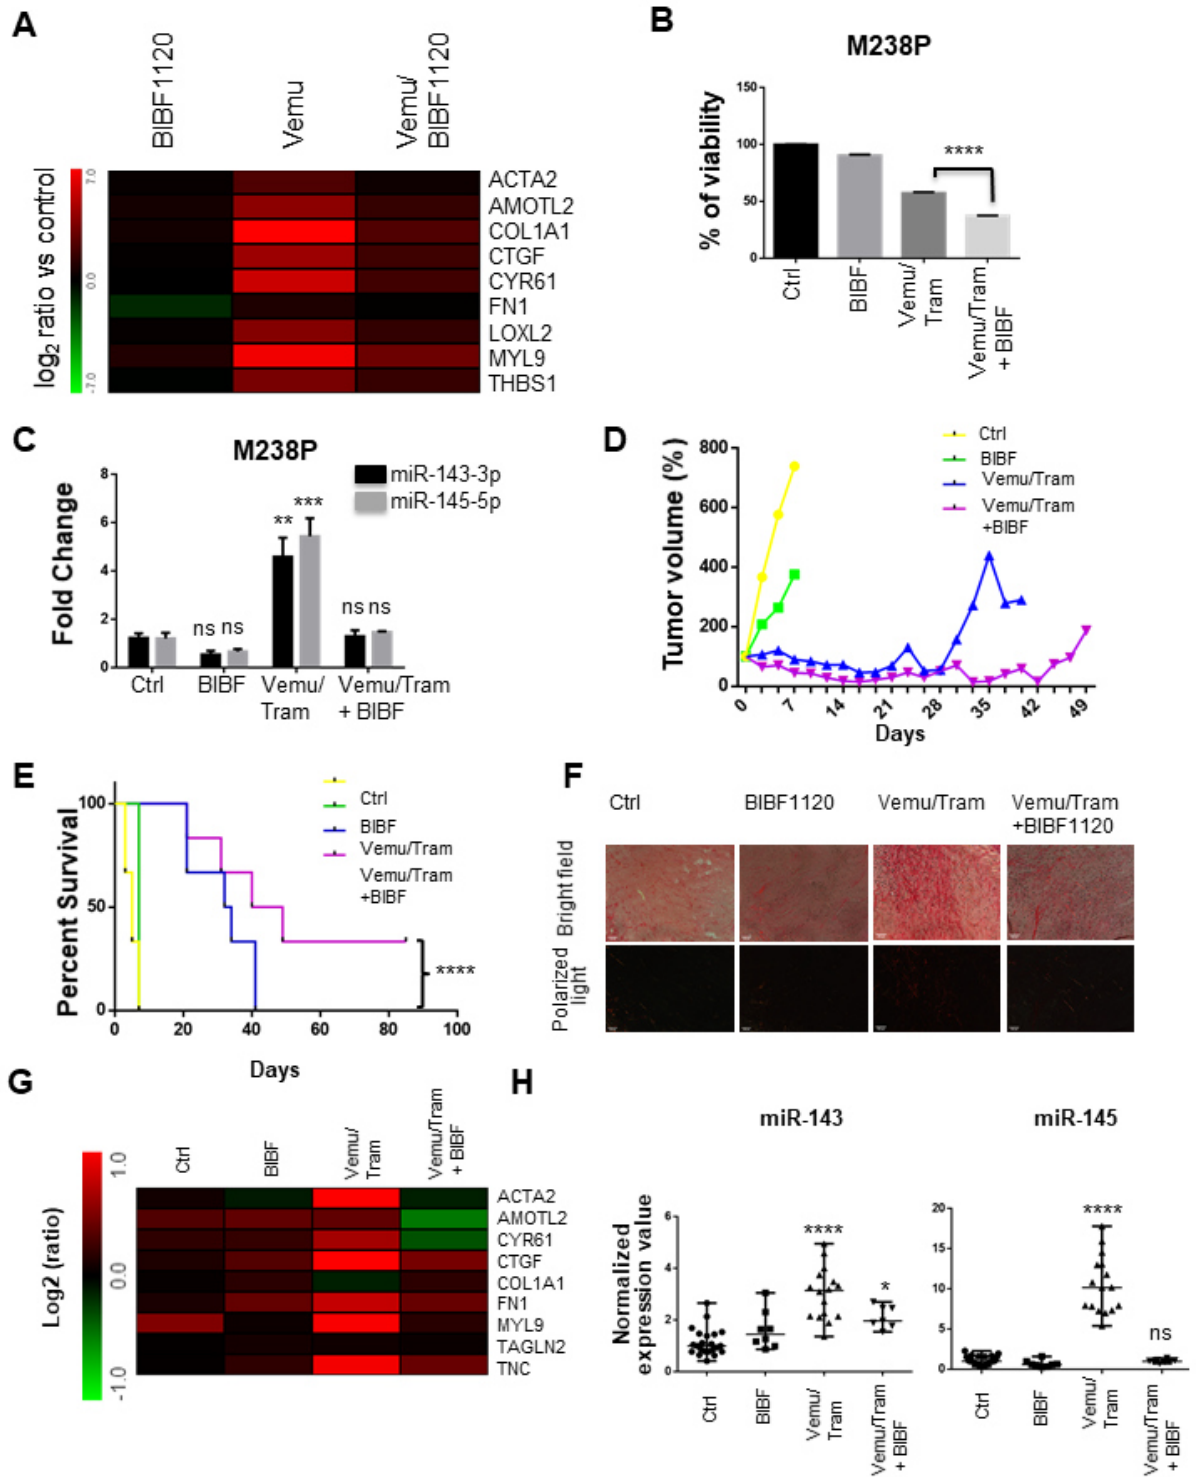 A
BIBF1120
Vemu
Vemu/
BIBF1120
log2 ratio vs control
7.0
0.0
-7.0
ACTA2
AMOTL2
COL1A1
CTGF
CYR61
FN1
LOXL2
MYL9
THBS1
B
M238P
% of viability
150
100
50
0
****
Ctrl
BIBF
Vemu/
Tram
Vemu/Tram
+ BIBF
C
M238P
miR-143-3p
miR-145-5p
Fold Change
8
6
4
2
0
** ***
ns ns
ns ns
Ctrl
BIBF
Vemu/
Tram
Vemu/Tram
+ BIBF
D
Tumor volume (%)
800
600
400
200
0
Ctrl
BIBF
Vemu/Tram
Vemu/Tram
+BIBF
0 7 14 21 28 35 42 49
Days
E
Percent Survival
100
50
0
Ctrl
BIBF
Vemu/Tram
Vemu/Tram
+BIBF
****
0 20 40 60 80 100
Days
F
Ctrl
BIBF1120
Vemu/Tram
Vemu/Tram
+BIBF1120
Bright field
Polarized
light
G
Log2 (ratio)
1.0
0.0
-1.0
Ctrl
BIBF
Vemu/
Tram
Vemu/Tram
+ BIBF
ACTA2
AMOTL2
CYR61
CTGF
COL1A1
FN1
MYL9
TAGLN2
TNC
H
miR-143
Normalized
expression value
6
4
2
0
****
*
Ctrl
BIBF
Vemu/
Tram
Vemu/Tram
+ BIBF
miR-145
20
15
10
5
0
****
ns
Ctrl
BIBF
Vemu/
Tram
Vemu/Tram
+ BIBF